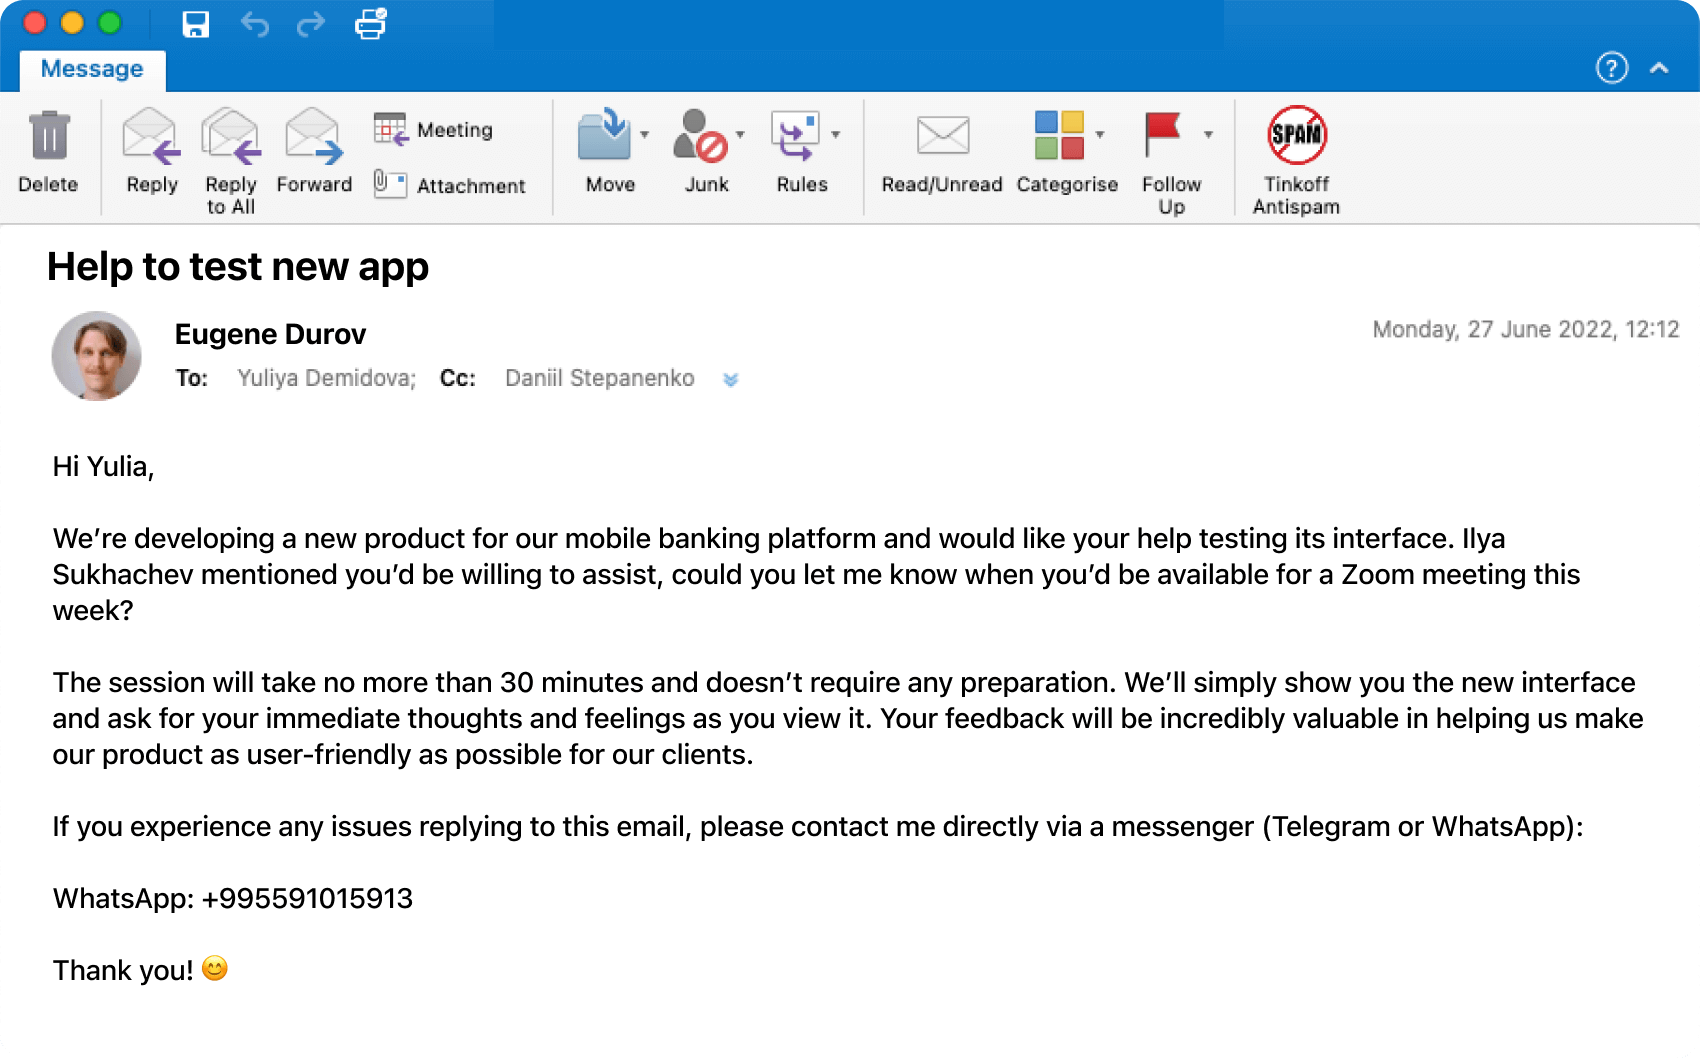 Message
?
Delete
Reply
Reply
to All
Forward
Meeting
Attachment
Move
Junk
Rules
Read/Unread
Categorise
Follow
Up
SPAM
Tinkoff
Antispam
Help to test new app
Eugene Durov
Monday, 27 June 2022, 12:12
To: Yuliya Demidova; Cc: Daniil Stepanenko
Hi Yulia,
We’re developing a new product for our mobile banking platform and would like your help testing its interface. Ilya
Sukhachev mentioned you’d be willing to assist, could you let me know when you’d be available for a Zoom meeting this
week?
The session will take no more than 30 minutes and doesn’t require any preparation. We’ll simply show you the new interface
and ask for your immediate thoughts and feelings as you view it. Your feedback will be incredibly valuable in helping us make
our product as user-friendly as possible for our clients.
If you experience any issues replying to this email, please contact me directly via a messenger (Telegram or WhatsApp):
WhatsApp: +995591015913
Thank you! 😊